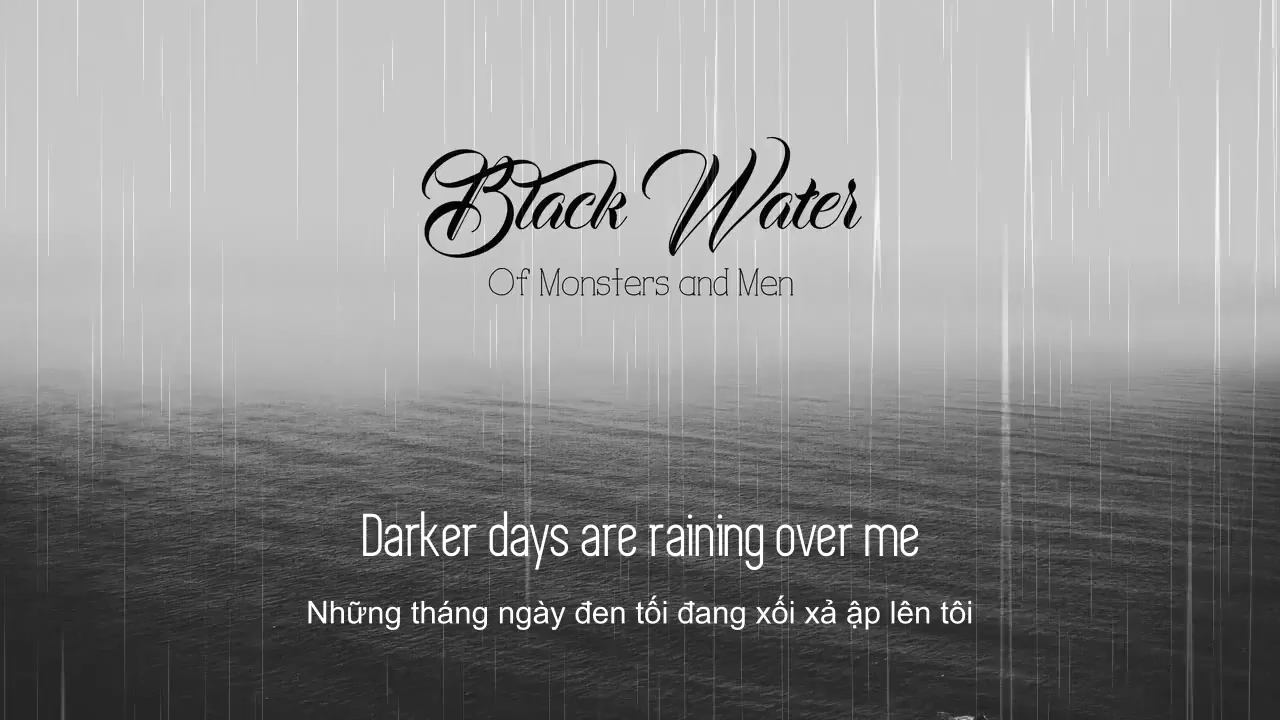 Black Water
Of Monsters and Men
Darker days are raining over me
Những tháng ngày đen tối đang xối xả ập lên tôi